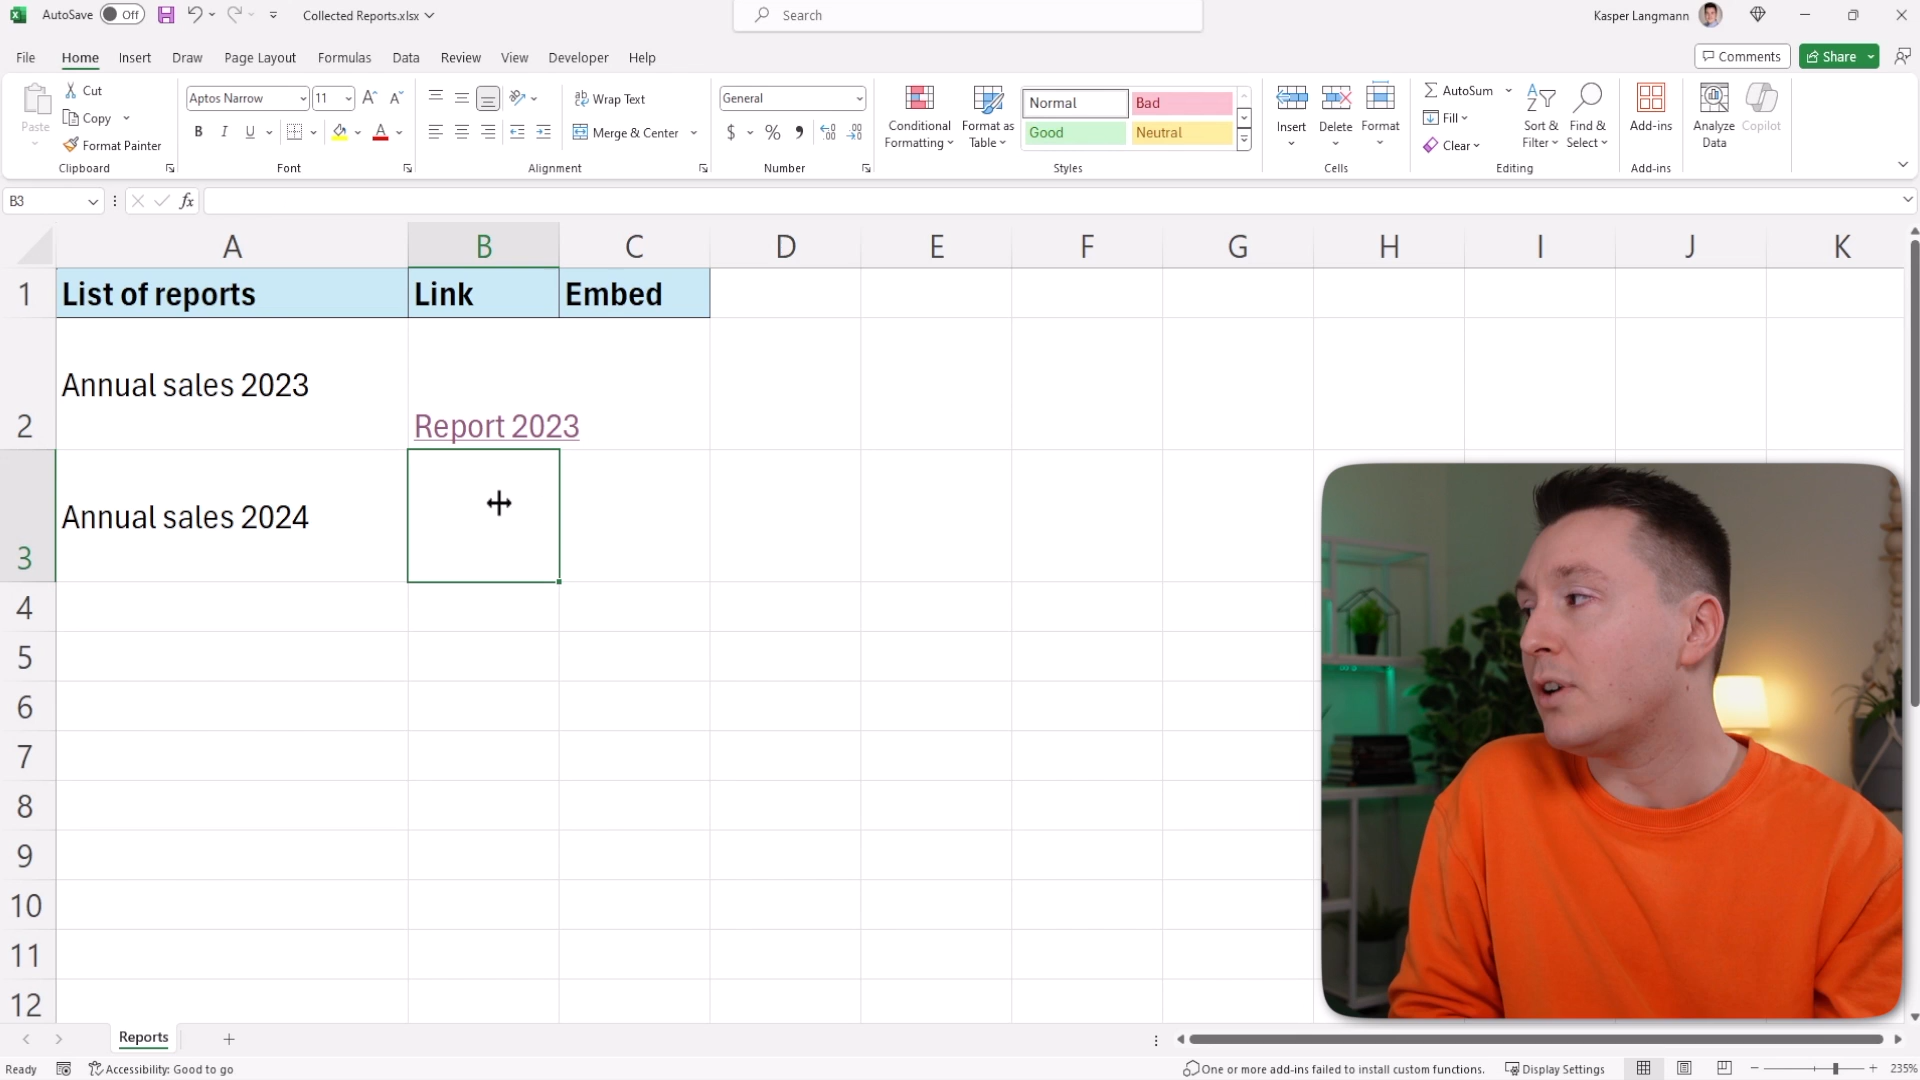 AutoSave Off Collected Reports.xlsx Search Kasper Langmann
File Home Insert Draw Page Layout Formulas Data Review View Developer Help Comments Share
Paste
Cut
Copy
Format Painter
Clipboard
Aptos Narrow 11
B I U
Font
Wrap Text
Merge & Center
Alignment
General
$ % 9
Number
Conditional Formatting
Format as Table
Normal Bad
Good Neutral
Styles
Insert Delete Format
Cells
AutoSum
Fill
Clear
Sort & Filter
Find & Select
Editing
Add-ins
Add-ins
Analyze Data
Copilot
B3 fx
A B C D E F G H I J K
1 List of reports Link Embed
2 Annual sales 2023 Report 2023
3 Annual sales 2024
4
5
6
7
8
9
10
11
12
Reports
Ready Accessibility: Good to go One or more add-ins failed to install custom functions. Display Settings 235%